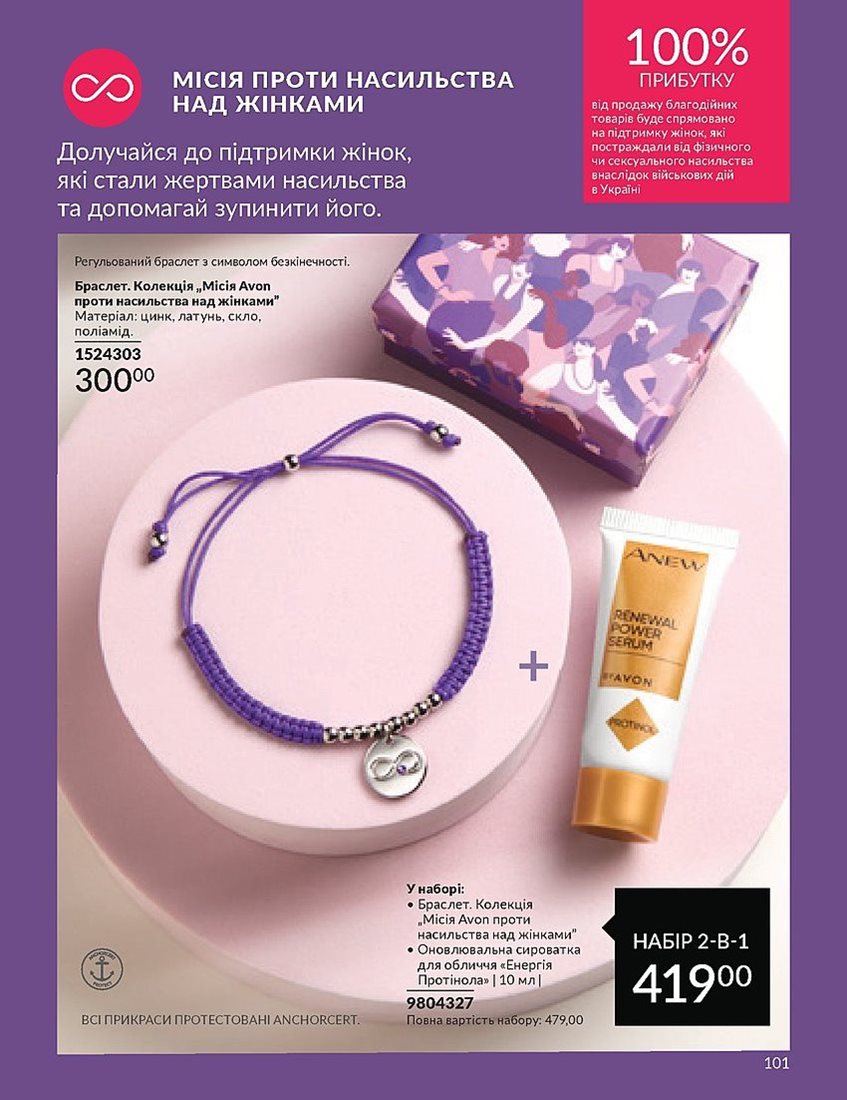 МІСІЯ ПРОТИ НАСИЛЬСТВА
НАД ЖІНКАМИ
Долучайся до підтримки жінок,
які стали жертвами насильства
та допомагай зупинити його.
100%
ПРИБУТКУ
від продажу благодійних
товарів буде спрямовано
на підтримку жінок, які
постраждали від фізичного
чи сексуального насильства
внаслідок військових дій
в Україні
Регульований браслет з символом безкінечності.
Браслет. Колекція „Місія Avon
проти насильства над жінками”
Матеріал: цинк, латунь, скло,
поліамід.
1524303
300⁰⁰
+
ANEW
RENEWAL
POWER
SERUM
BY AVON
PROTINOL
У наборі:
• Браслет. Колекція
„Місія Avon проти
насильства над жінками”
• Оновлювальна сироватка
для обличчя «Енергія
Протінола» | 10 мл |
9804327
Повна вартість набору: 479,00
НАБІР 2-В-1
419⁰⁰
ANCHORCERT
PROTECT
ВСІ ПРИКРАСИ ПРОТЕСТОВАНІ ANCHORCERT.
101